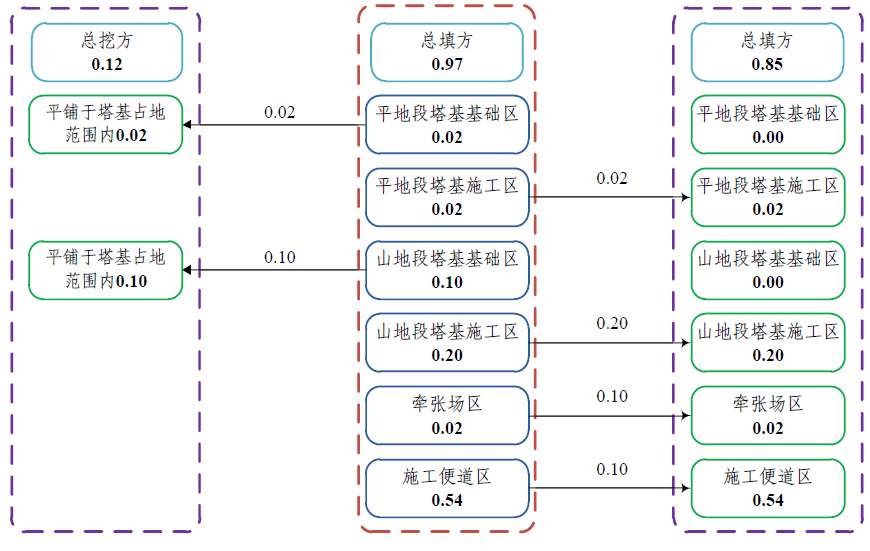 总挖方
0.12
总填方
0.97
总填方
0.85
平铺于塔基占地
范围内0.02
0.02
平地段塔基基础区
0.02
平地段塔基基础区
0.00
平地段塔基施工区
0.02
0.02
平地段塔基施工区
0.02
平铺于塔基占地
范围内0.10
0.10
山地段塔基基础区
0.10
山地段塔基基础区
0.00
山地段塔基施工区
0.20
0.20
山地段塔基施工区
0.20
牵张场区
0.02
0.10
牵张场区
0.02
施工便道区
0.54
0.10
施工便道区
0.54